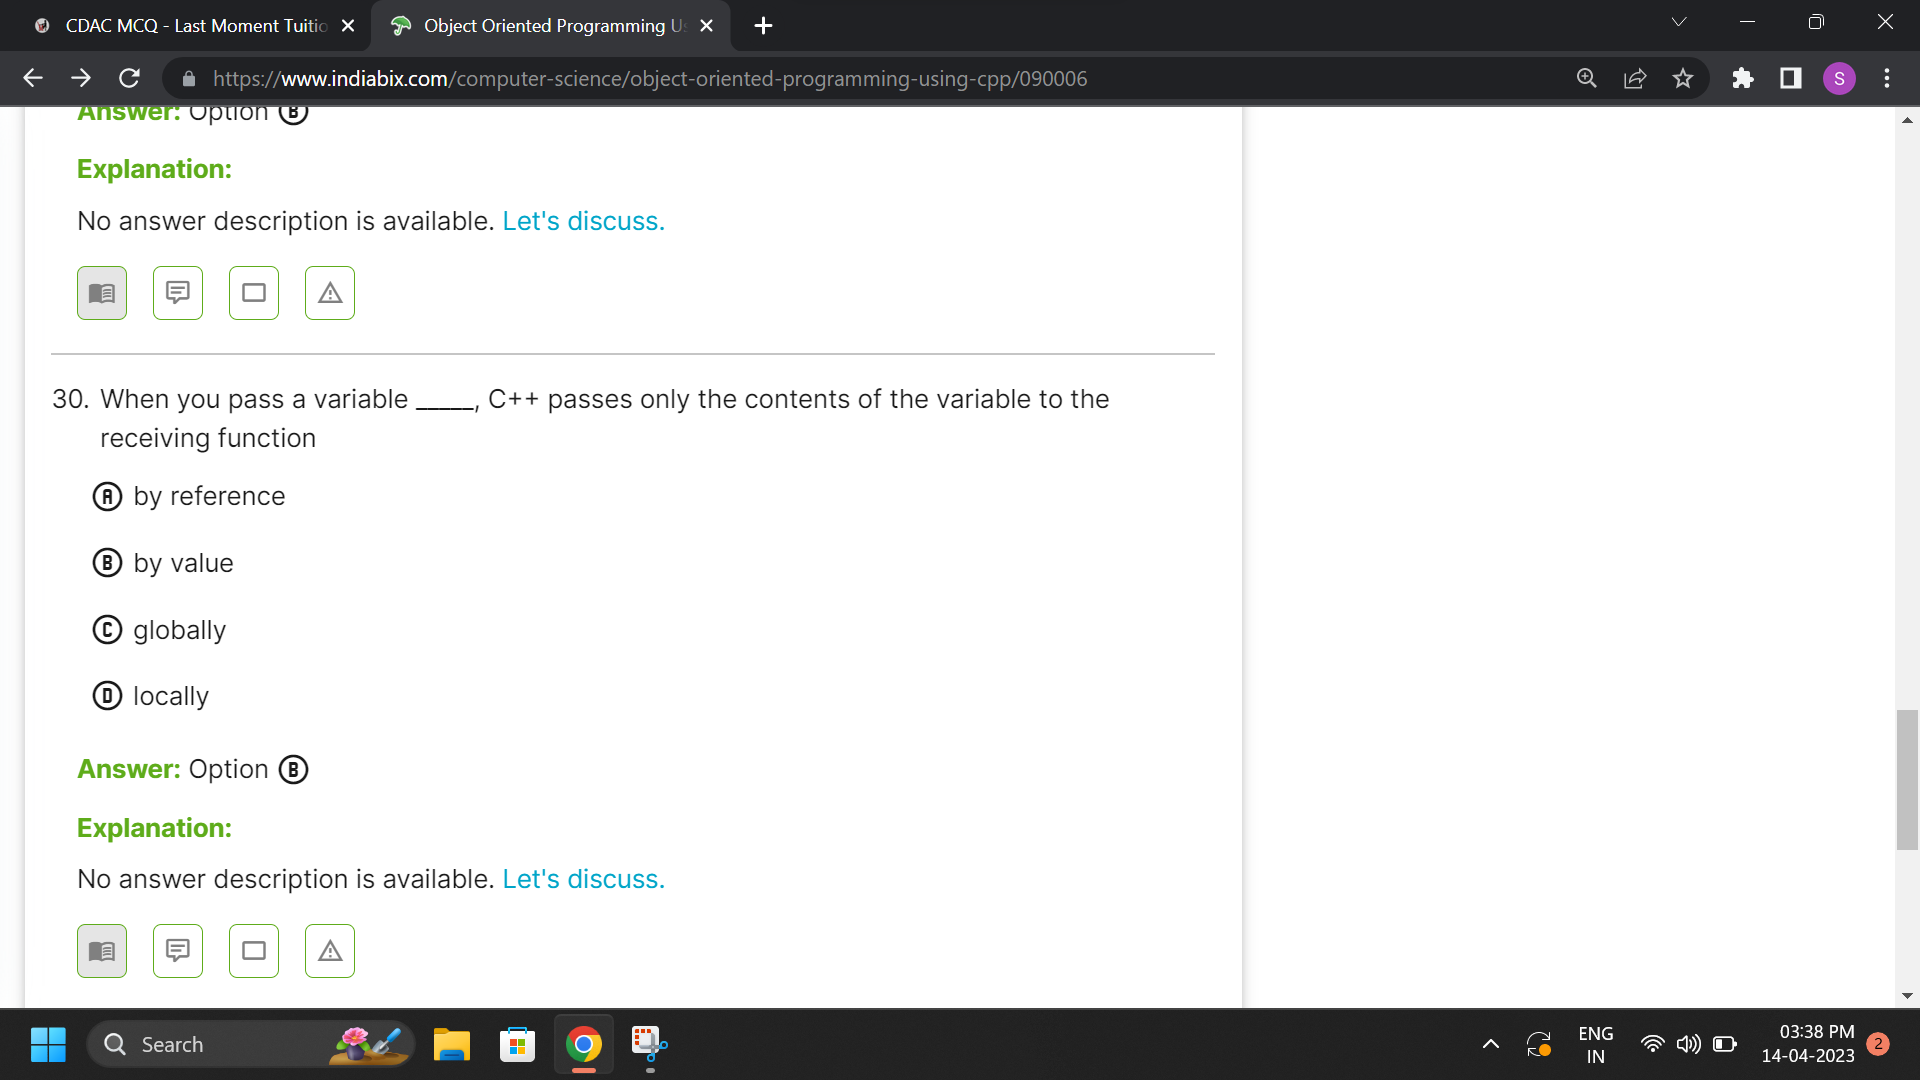 CDAC MCQ - Last Moment Tuitio
Object Oriented Programming U
https://www.indiabix.com/computer-science/object-oriented-programming-using-cpp/090006
S
Answer: Option B
Explanation:
No answer description is available. Let's discuss.
30. When you pass a variable _____, C++ passes only the contents of the variable to the
receiving function
A by reference
B by value
C globally
D locally
Answer: Option B
Explanation:
No answer description is available. Let's discuss.
Search
ENG
IN
03:38 PM
14-04-2023
2